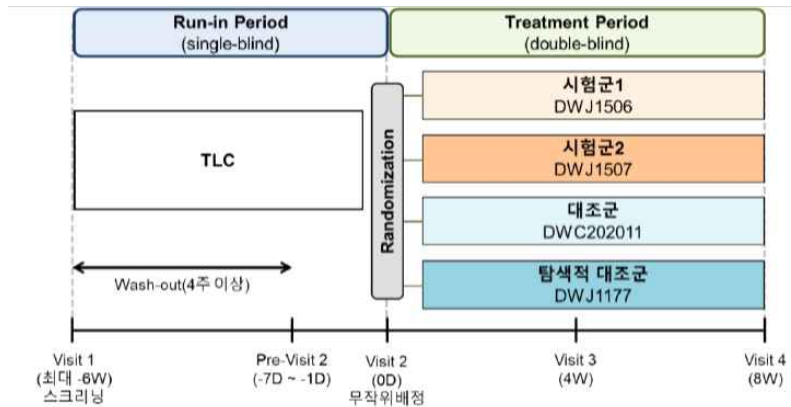 Run-in Period
(single-blind)
Treatment Period
(double-blind)
TLC
Wash-out(4주 이상)
Randomization
시험군1
DWJ1506
시험군2
DWJ1507
대조군
DWC202011
탐색적 대조군
DWJ1177
Visit 1
(최대 -6W)
스크리닝
Pre-Visit 2
(-7D ~ -1D)
Visit 2
(0D)
무작위배정
Visit 3
(4W)
Visit 4
(8W)